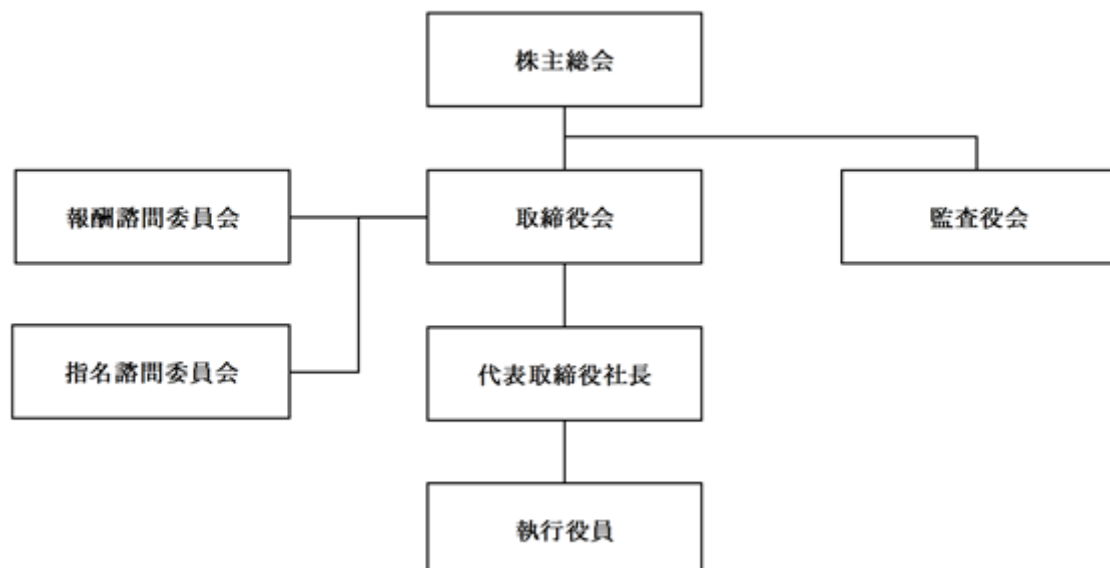 株主総会
報酬諮問委員会
取締役会
監査役会
指名諮問委員会
代表取締役社長
執行役員